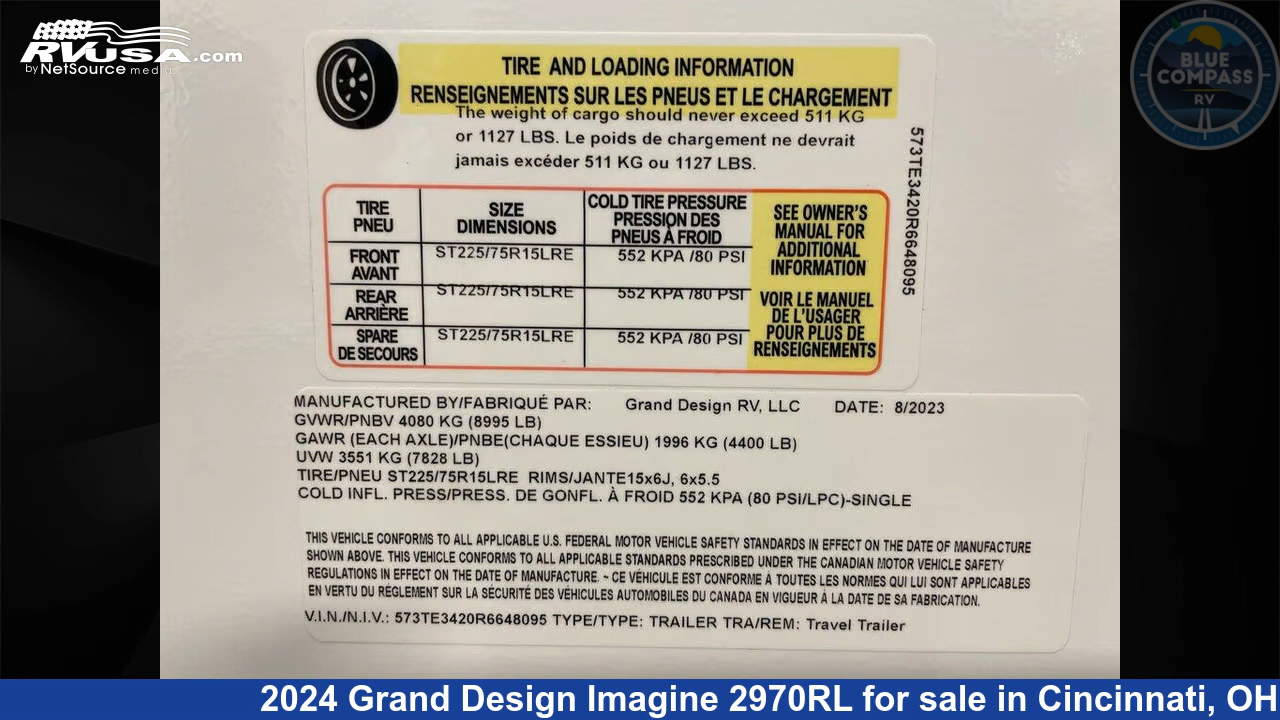 RVUSA.com
by NetSource media
BLUE
COMPASS
RV
TIRE AND LOADING INFORMATION
RENSEIGNEMENTS SUR LES PNEUS ET LE CHARGEMENT
The weight of cargo should never exceed 511 KG
or 1127 LBS. Le poids de chargement ne devrait
jamais excéder 511 KG ou 1127 LBS.
573TE3420R6648095
TIRE
PNEU
SIZE
DIMENSIONS
COLD TIRE PRESSURE
PRESSION DES
PNEUS À FROID
SEE OWNER'S
MANUAL FOR
ADDITIONAL
INFORMATION
FRONT
AVANT
ST225/75R15LRE
552 KPA /80 PSI
REAR
ARRIÈRE
ST225/75R15LRE
552 KPA /80 PSI
VOIR LE MANUEL
DE L'USAGER
POUR PLUS DE
RENSEIGNEMENTS
SPARE
DE SECOURS
ST225/75R15LRE
552 KPA /80 PSI
MANUFACTURED BY/FABRIQUÉ PAR: Grand Design RV, LLC DATE: 8/2023
GVWR/PNBV 4080 KG (8995 LB)
GAWR (EACH AXLE)/PNBE(CHAQUE ESSIEU) 1996 KG (4400 LB)
UVW 3551 KG (7828 LB)
TIRE/PNEU ST225/75R15LRE RIMS/JANTE15x6J, 6x5.5
COLD INFL. PRESS/PRESS. DE GONFL. À FROID 552 KPA (80 PSI/LPC)-SINGLE
THIS VEHICLE CONFORMS TO ALL APPLICABLE U.S. FEDERAL MOTOR VEHICLE SAFETY STANDARDS IN EFFECT ON THE DATE OF MANUFACTURE
SHOWN ABOVE. THIS VEHICLE CONFORMS TO ALL APPLICABLE STANDARDS PRESCRIBED UNDER THE CANADIAN MOTOR VEHICLE SAFETY
REGULATIONS IN EFFECT ON THE DATE OF MANUFACTURE. ~ CE VÉHICULE EST CONFORME À TOUTES LES NORMES QUI LUI SONT APPLICABLES
EN VERTU DU RÉGLEMENT SUR LA SÉCURITÉ DES VÉHICULES AUTOMOBILES DU CANADA EN VIGUEUR À LA DATE DE SA FABRICATION.
V.I.N./N.I.V.: 573TE3420R6648095 TYPE/TYPE: TRAILER TRA/REM: Travel Trailer
2024 Grand Design Imagine 2970RL for sale in Cincinnati, OH